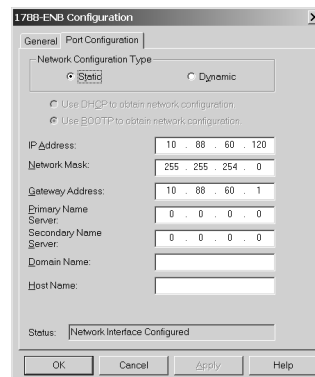 1788-ENB Configuration
General Port Configuration
Network Configuration Type
Static Dynamic
Use DHCP to obtain network configuration.
Use BOOTP to obtain network configuration.
IP Address: 10 . 88 . 60 . 120
Network Mask: 255 . 255 . 254 . 0
Gateway Address: 10 . 88 . 60 . 1
Primary Name
Server: 0 . 0 . 0 . 0
Secondary Name
Server: 0 . 0 . 0 . 0
Domain Name:
Host Name:
Status: Network Interface Configured
OK Cancel Apply Help